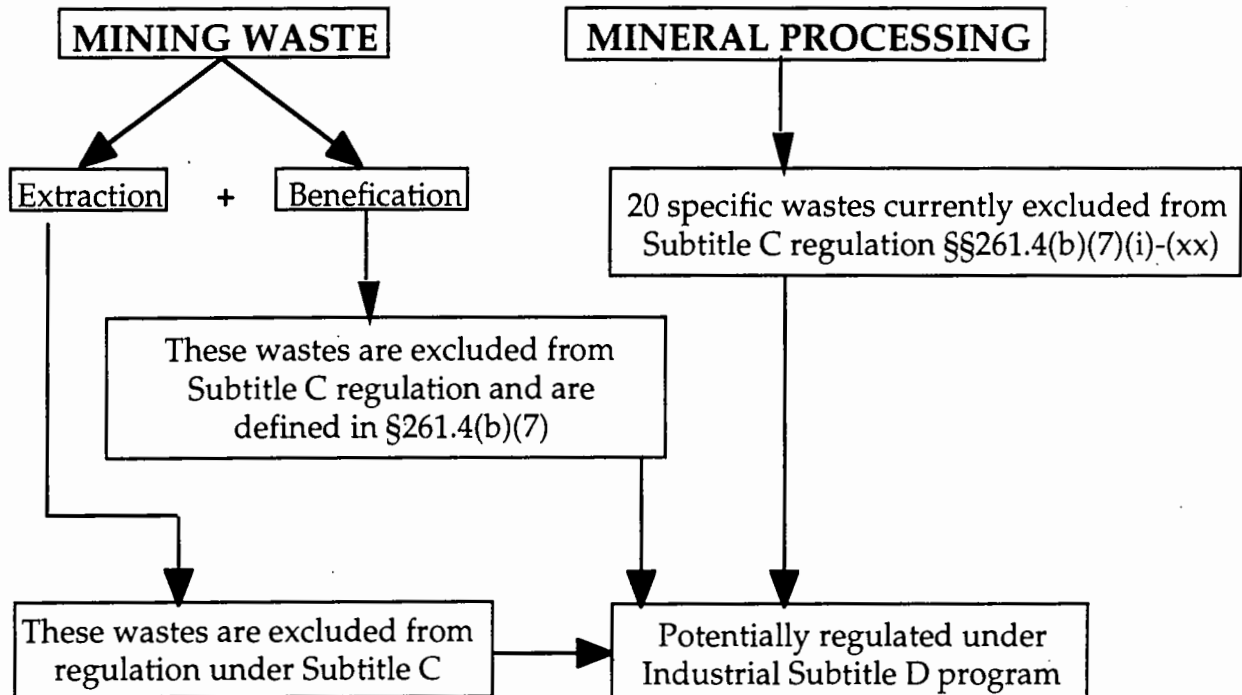 MINING WASTE
MINERAL PROCESSING
Extraction
+
Benefication
20 specific wastes currently excluded from
Subtitle C regulation §§261.4(b)(7)(i)-(xx)
These wastes are excluded from
Subtitle C regulation and are
defined in §261.4(b)(7)
These wastes are excluded from
regulation under Subtitle C
Potentially regulated under
Industrial Subtitle D program